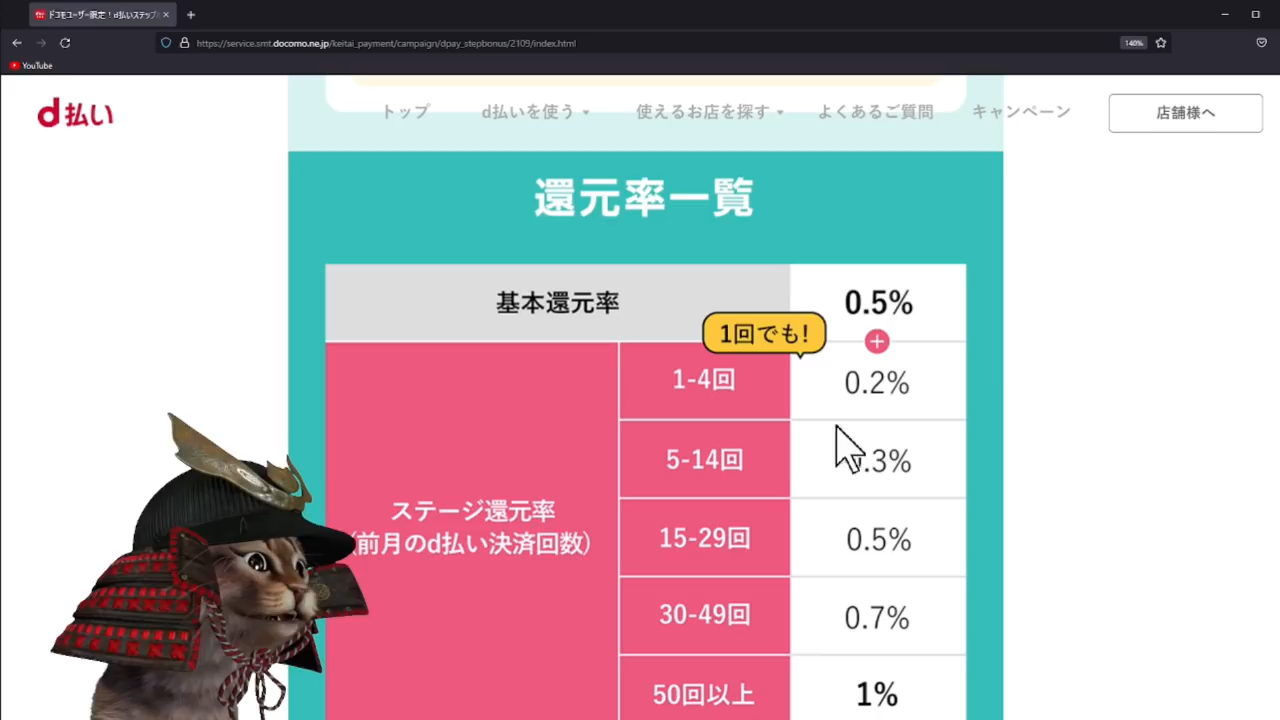 ドコモユーザー限定!d払いステップ
https://service.smt.docomo.ne.jp/keitai_payment/campaign/dpay_stepbonus/2109/index.html
140%
YouTube
d払い
トップ
d払いを使う
使えるお店を探す
よくあるご質問
キャンペーン
店舗様へ
還元率一覧
基本還元率
0.5%
1回でも!
+
ステージ還元率
(前月のd払い決済回数)
1-4回
0.2%
5-14回
.3%
15-29回
0.5%
30-49回
0.7%
50回以上
1%